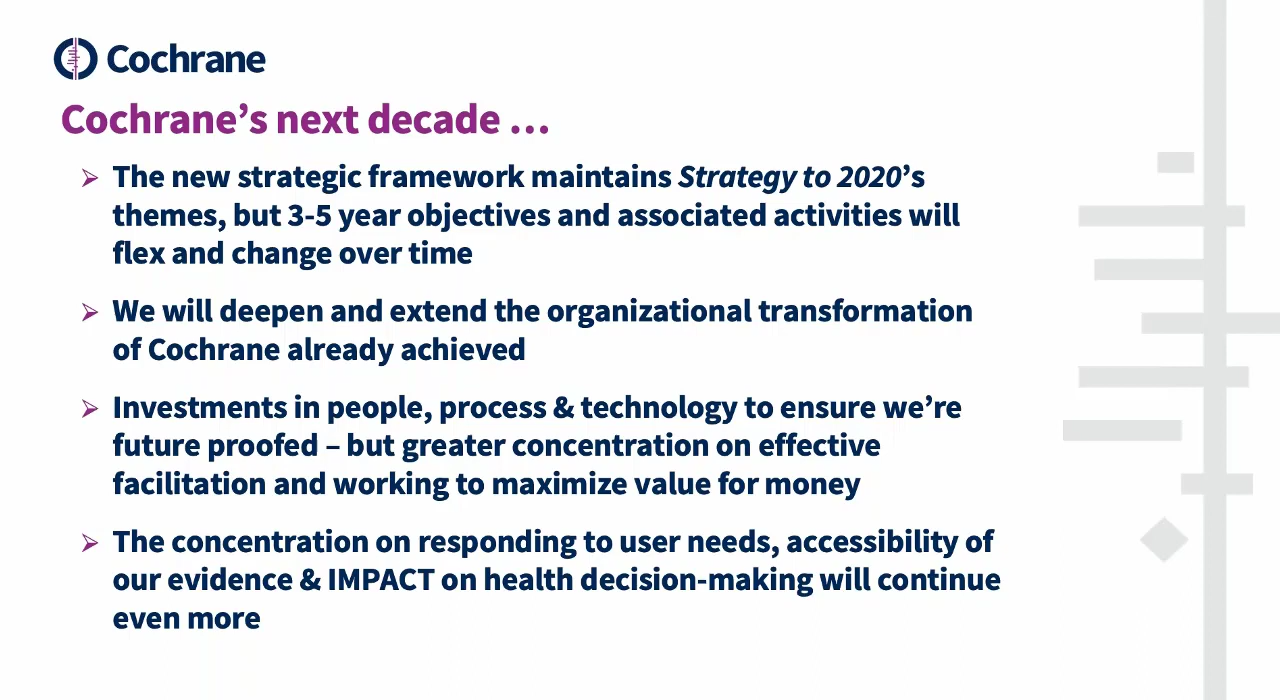 Cochrane
Cochrane’s next decade …
➢ The new strategic framework maintains Strategy to 2020’s
themes, but 3-5 year objectives and associated activities will
flex and change over time
➢ We will deepen and extend the organizational transformation
of Cochrane already achieved
➢ Investments in people, process & technology to ensure we’re
future proofed – but greater concentration on effective
facilitation and working to maximize value for money
➢ The concentration on responding to user needs, accessibility of
our evidence & IMPACT on health decision-making will continue
even more